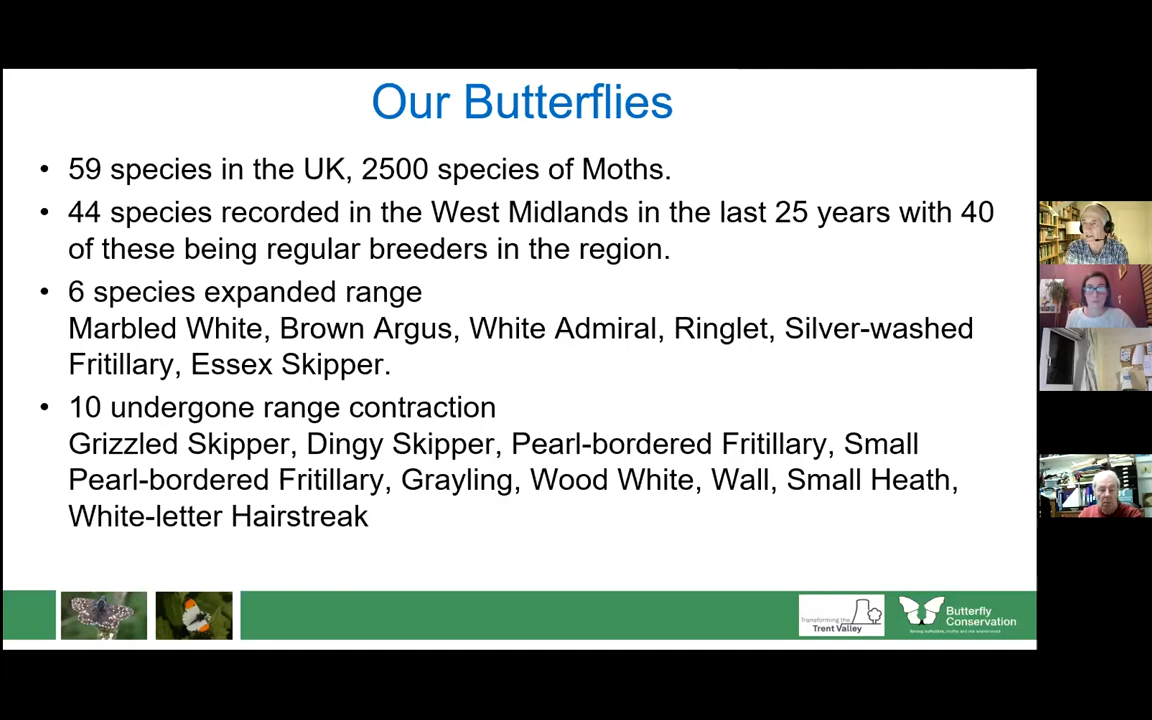 Our Butterflies
• 59 species in the UK, 2500 species of Moths.
• 44 species recorded in the West Midlands in the last 25 years with 40
of these being regular breeders in the region.
• 6 species expanded range
Marbled White, Brown Argus, White Admiral, Ringlet, Silver-washed
Fritillary, Essex Skipper.
• 10 undergone range contraction
Grizzled Skipper, Dingy Skipper, Pearl-bordered Fritillary, Small
Pearl-bordered Fritillary, Grayling, Wood White, Wall, Small Heath,
White-letter Hairstreak
Transforming the
Trent Valley
Butterfly
Conservation